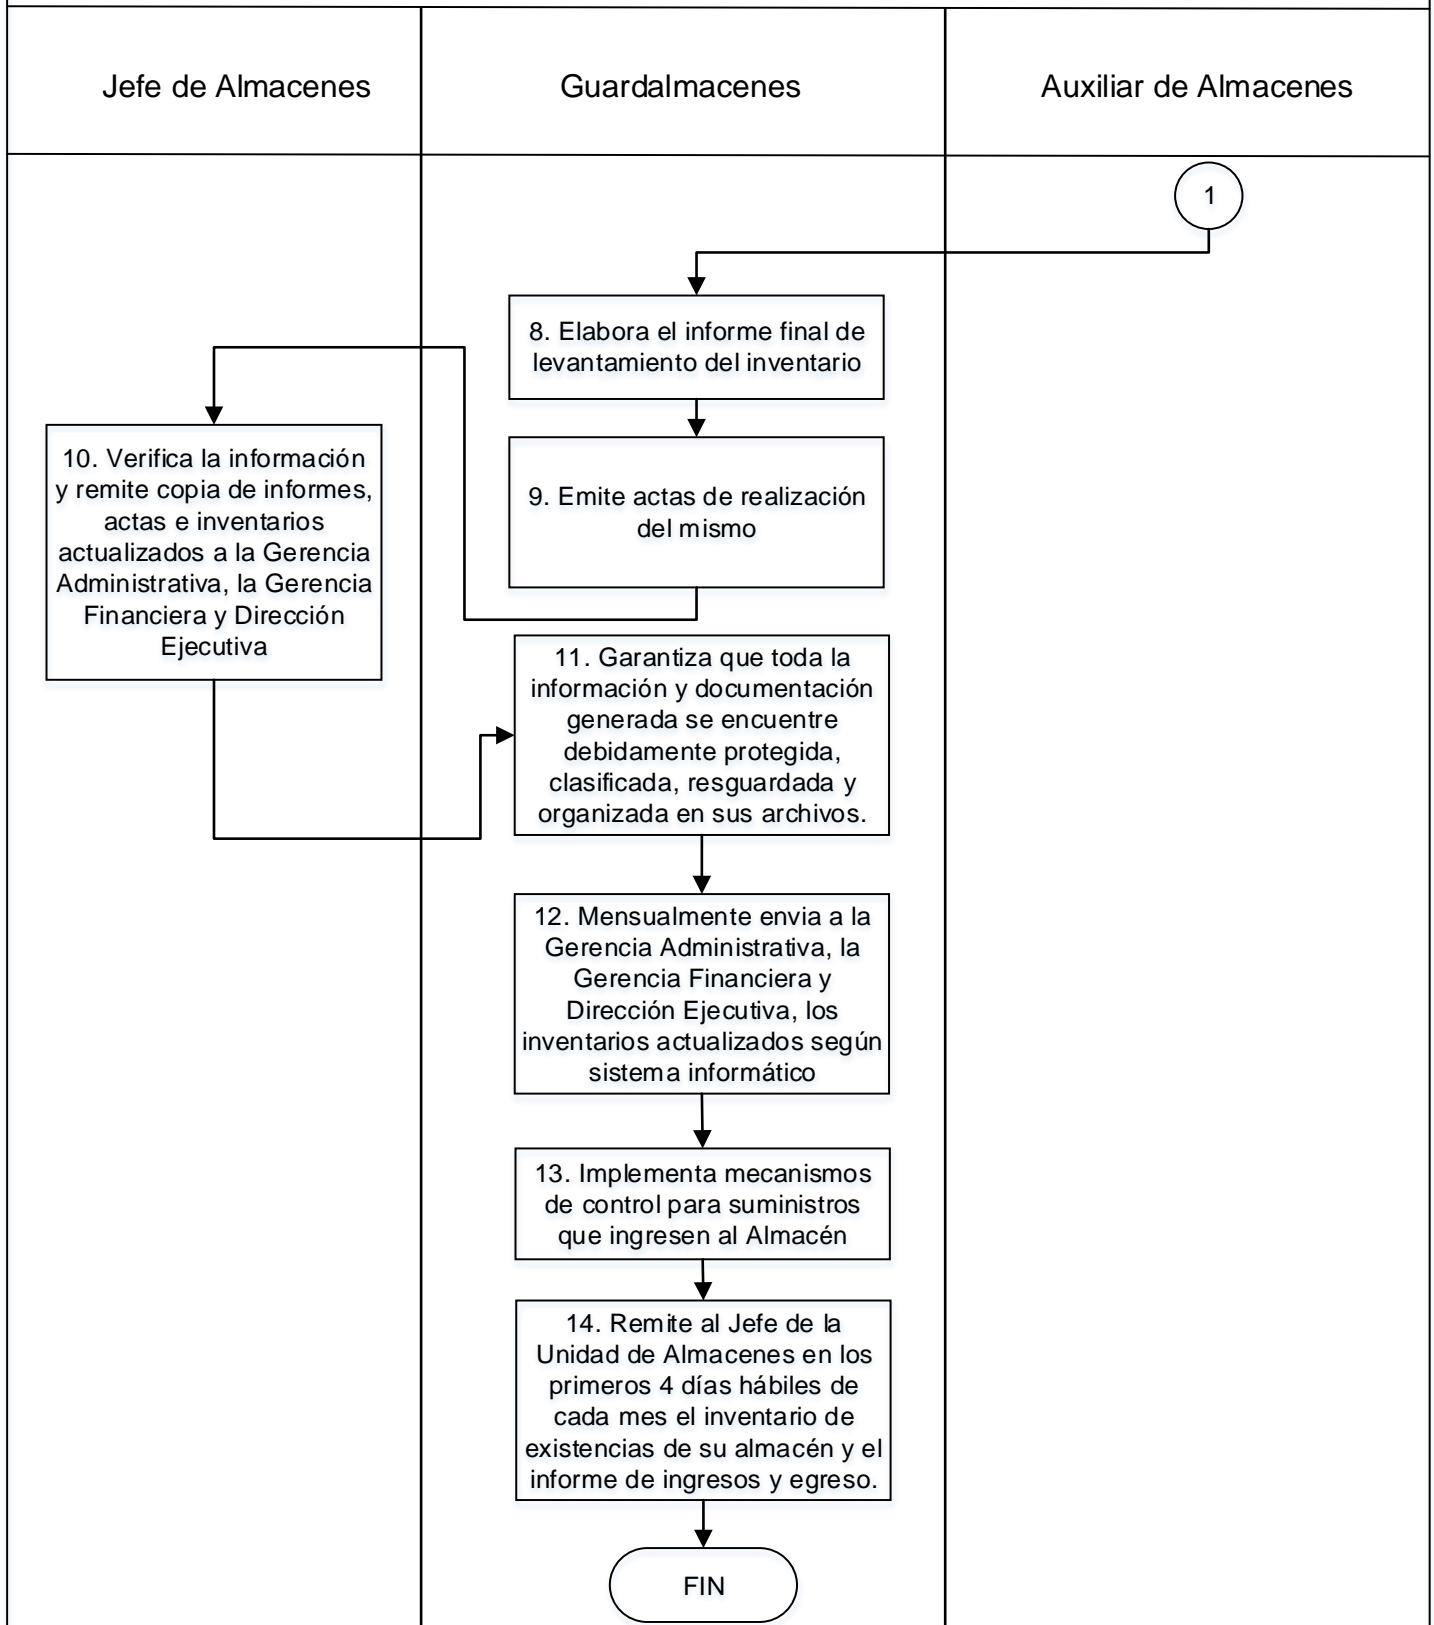 Jefe de Almacenes
Guardalmacenes
Auxiliar de Almacenes
1
8. Elabora el informe final de
levantamiento del inventario
9. Emite actas de realización
del mismo
10. Verifica la información
y remite copia de informes,
actas e inventarios
actualizados a la Gerencia
Administrativa, la Gerencia
Financiera y Dirección
Ejecutiva
11. Garantiza que toda la
información y documentación
generada se encuentre
debidamente protegida,
clasificada, resguardada y
organizada en sus archivos.
12. Mensualmente envia a la
Gerencia Administrativa, la
Gerencia Financiera y
Dirección Ejecutiva, los
inventarios actualizados según
sistema informático
13. Implementa mecanismos
de control para suministros
que ingresen al Almacén
14. Remite al Jefe de la
Unidad de Almacenes en los
primeros 4 días hábiles de
cada mes el inventario de
existencias de su almacén y el
informe de ingresos y egreso.
FIN